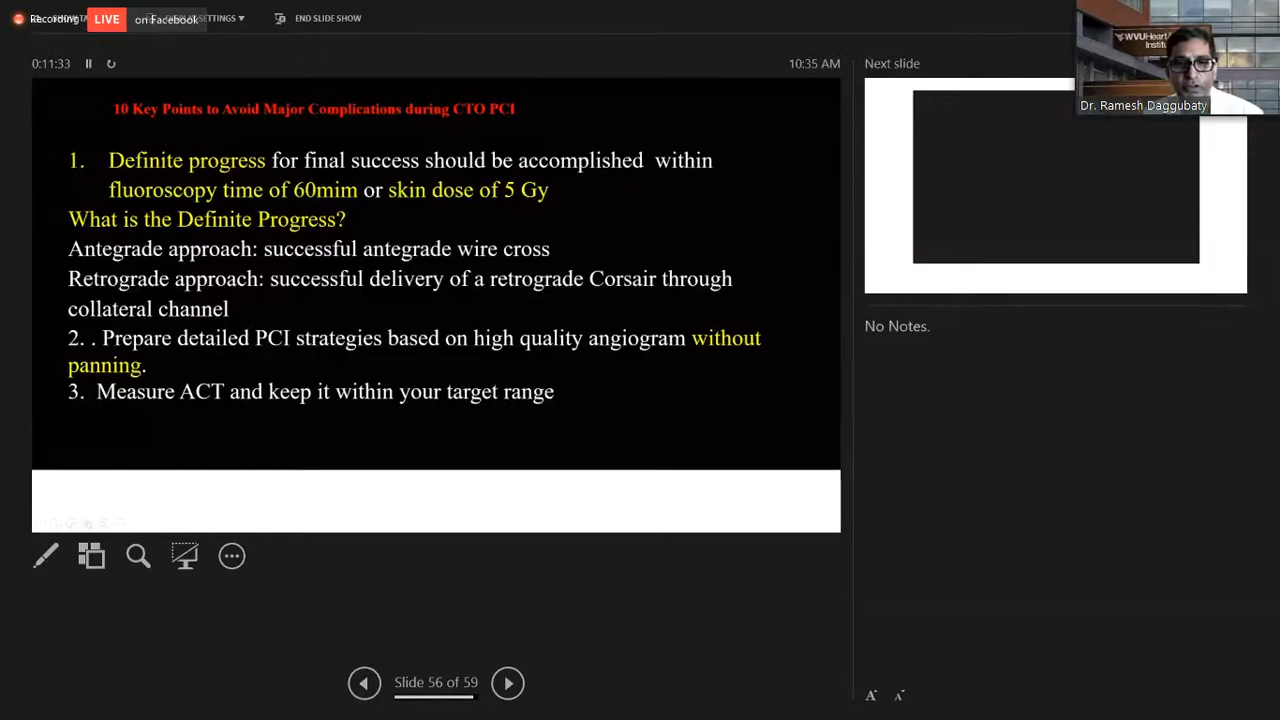 Recording
LIVE
on Facebook
SETTINGS
END SLIDE SHOW
0:11:33
10:35 AM
10 Key Points to Avoid Major Complications during CTO PCI
1. Definite progress for final success should be accomplished within
fluoroscopy time of 60mim or skin dose of 5 Gy
What is the Definite Progress?
Antegrade approach: successful antegrade wire cross
Retrograde approach: successful delivery of a retrograde Corsair through
collateral channel
2. . Prepare detailed PCI strategies based on high quality angiogram without
panning.
3. Measure ACT and keep it within your target range
Slide 56 of 59
Next slide
WVUHeart
Dr. Ramesh Daggubaty
No Notes.
A A